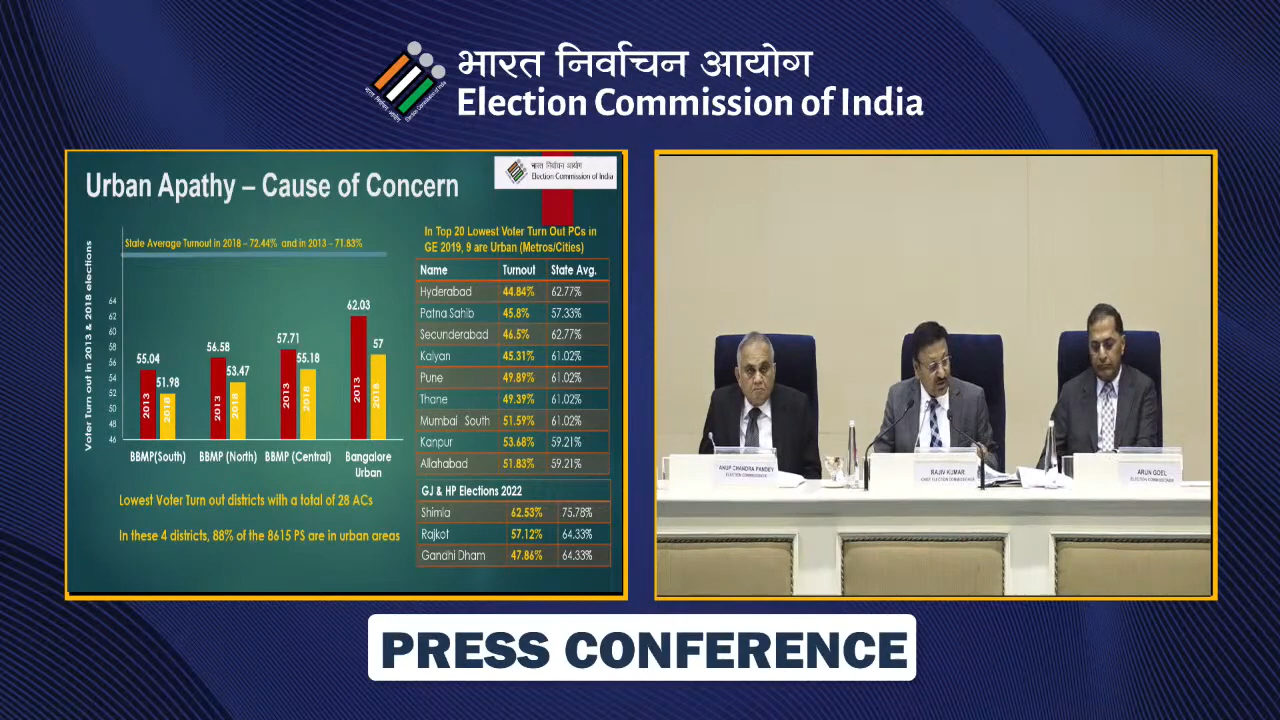 भारत निर्वाचन आयोग
Election Commission of India
Urban Apathy – Cause of Concern
भारत निर्वाचन आयोग
Election Commission of India
Voter Turn out in 2013 & 2018 elections
State Average Turnout in 2018 – 72.44% and in 2013 – 71.83%
64
62
60
58
56
54
52
50
48
46
55.04
51.98
56.58
53.47
57.71
55.18
62.03
57
2013
2018
2013
2018
2013
2018
2013
2018
BBMP(South)
BBMP (North)
BBMP (Central)
Bangalore
Urban
Lowest Voter Turn out districts with a total of 28 ACs
In these 4 districts, 88% of the 8615 PS are in urban areas
In Top 20 Lowest Voter Turn Out PCs in
GE 2019, 9 are Urban (Metros/Cities)
Name Turnout State Avg.
Hyderabad 44.84% 62.77%
Patna Sahib 45.8% 57.33%
Secunderabad 46.5% 62.77%
Kalyan 45.31% 61.02%
Pune 49.89% 61.02%
Thane 49.39% 61.02%
Mumbai South 51.59% 61.02%
Kanpur 53.68% 59.21%
Allahabad 51.83% 59.21%
GJ & HP Elections 2022
Shimla 62.53% 75.78%
Rajkot 57.12% 64.33%
Gandhi Dham 47.86% 64.33%
ANUP CHANDRA PANDEY
ELECTION COMMISSIONER
RAJIV KUMAR
CHIEF ELECTION COMMISSIONER
ARUN GOEL
ELECTION COMMISSIONER
PRESS CONFERENCE